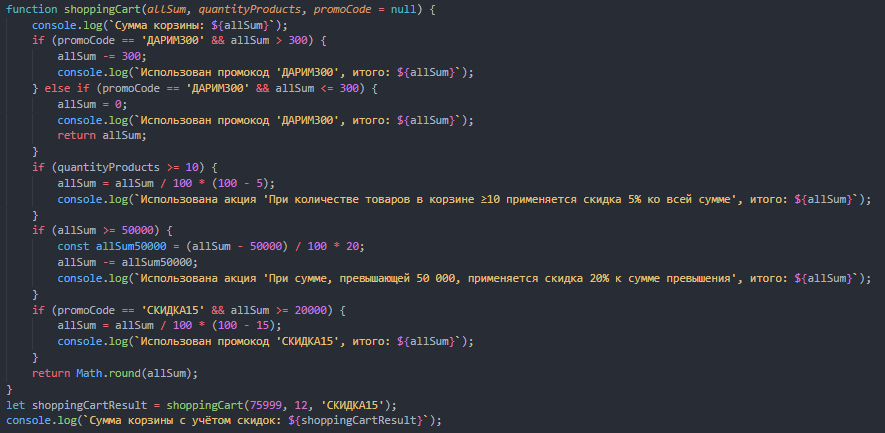 function shoppingCart(allSum, quantityProducts, promoCode = null) {
    console.log(`Сумма корзины: ${allSum}`);
    if (promoCode == 'ДАРИМ300' && allSum > 300) {
        allSum -= 300;
        console.log(`Использован промокод 'ДАРИМ300', итого: ${allSum}`);
    } else if (promoCode == 'ДАРИМ300' && allSum <= 300) {
        allSum = 0;
        console.log(`Использован промокод 'ДАРИМ300', итого: ${allSum}`);
        return allSum;
    }
    if (quantityProducts >= 10) {
        allSum = allSum / 100 * (100 - 5);
        console.log(`Использована акция 'При количестве товаров в корзине ≥10 применяется скидка 5% ко всей сумме', итого: ${allSum}`);
    }
    if (allSum >= 50000) {
        const allSum50000 = (allSum - 50000) / 100 * 20;
        allSum -= allSum50000;
        console.log(`Использована акция 'При сумме, превышающей 50 000, применяется скидка 20% к сумме превышения', итого: ${allSum}`);
    }
    if (promoCode == 'СКИДКА15' && allSum >= 20000) {
        allSum = allSum / 100 * (100 - 15);
        console.log(`Использован промокод 'СКИДКА15', итого: ${allSum}`);
    }
    return Math.round(allSum);
}
let shoppingCartResult = shoppingCart(75999, 12, 'СКИДКА15');
console.log(`Сумма корзины с учётом скидок: ${shoppingCartResult}`);